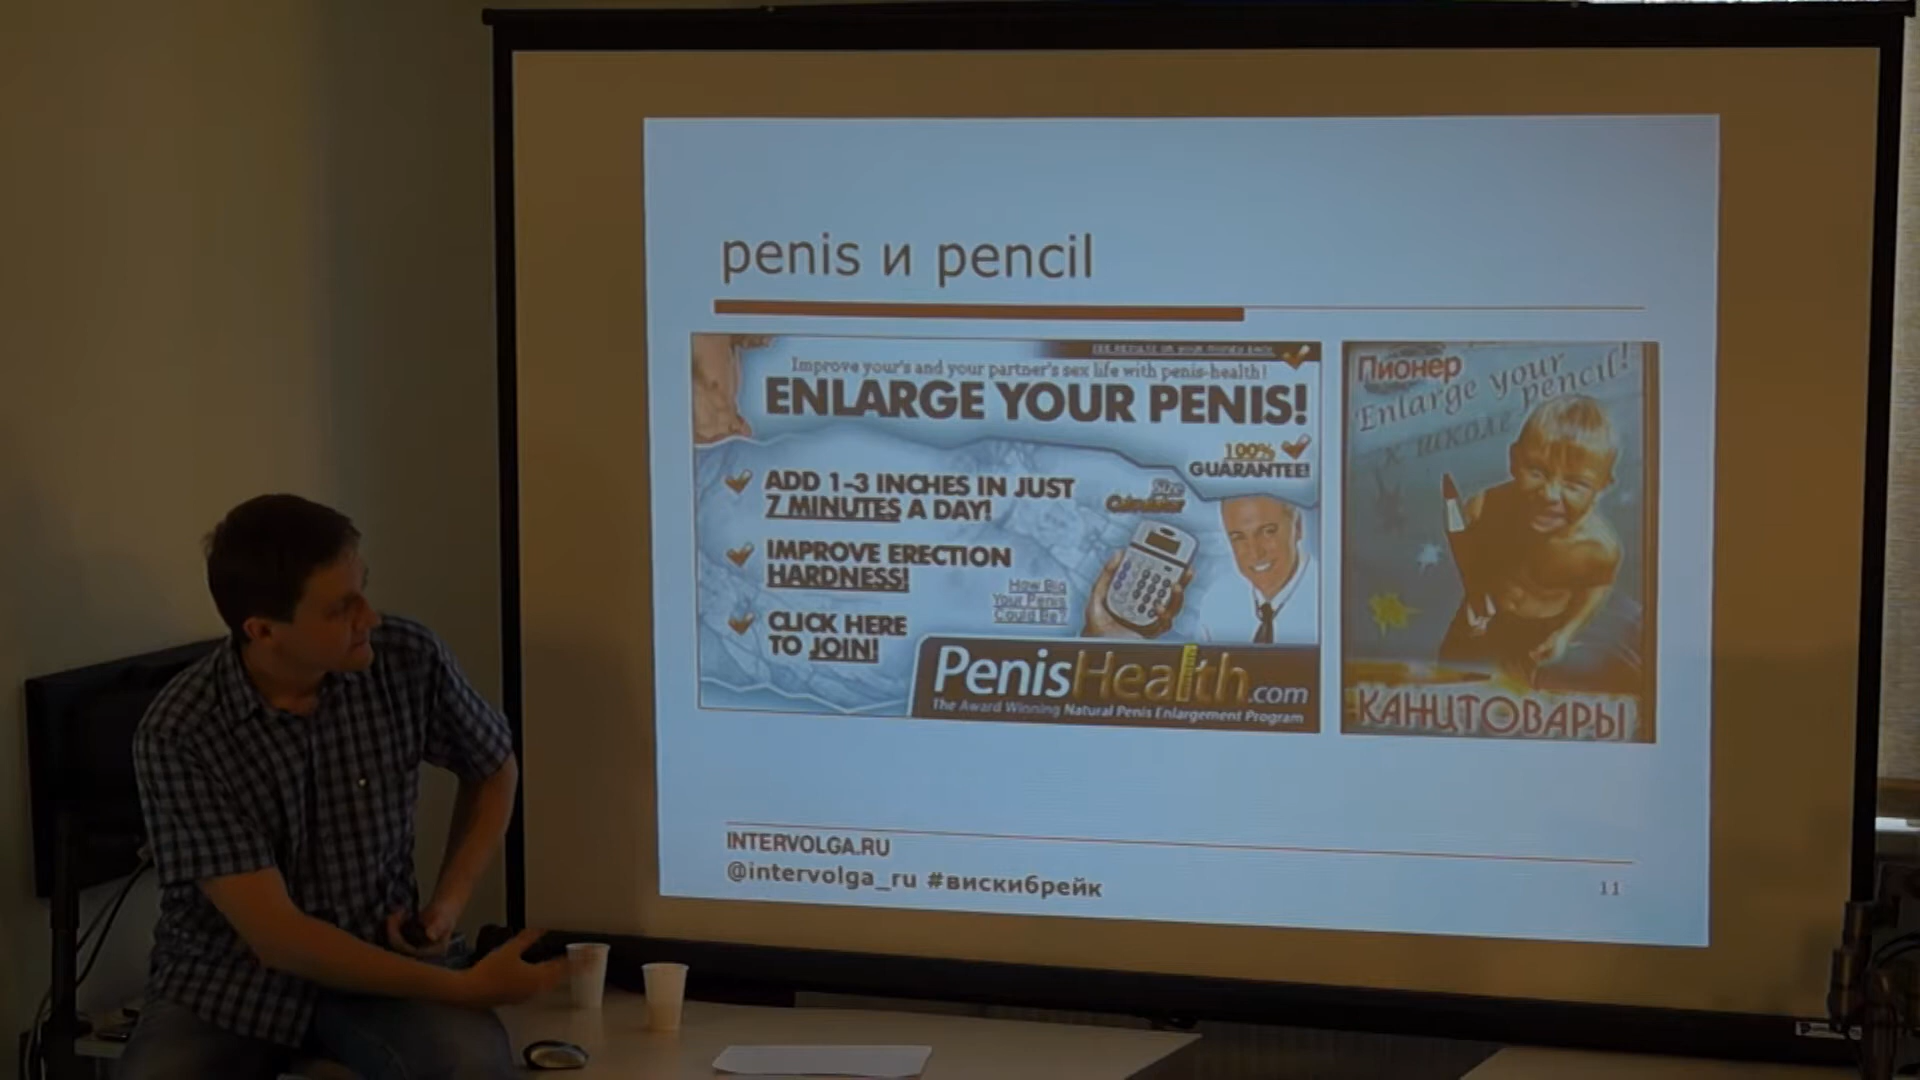 penis и pencil
Improve your's and your partner's sex life with penis-health!
ENLARGE YOUR PENIS!
100%
GUARANTEE!
ADD 1-3 INCHES IN JUST
7 MINUTES A DAY!
Size
Calculator
IMPROVE ERECTION
HARDNESS!
How Big
Your Penis
Could Be?
CLICK HERE
TO JOIN!
PenisHealth.com
The Award Winning Natural Penis Enlargement Program
Пионер
Enlarge your
pencil!
к школе
КАНЦТОВАРЫ
INTERVOLGA.RU
@intervolga_ru #вискибрейк
11